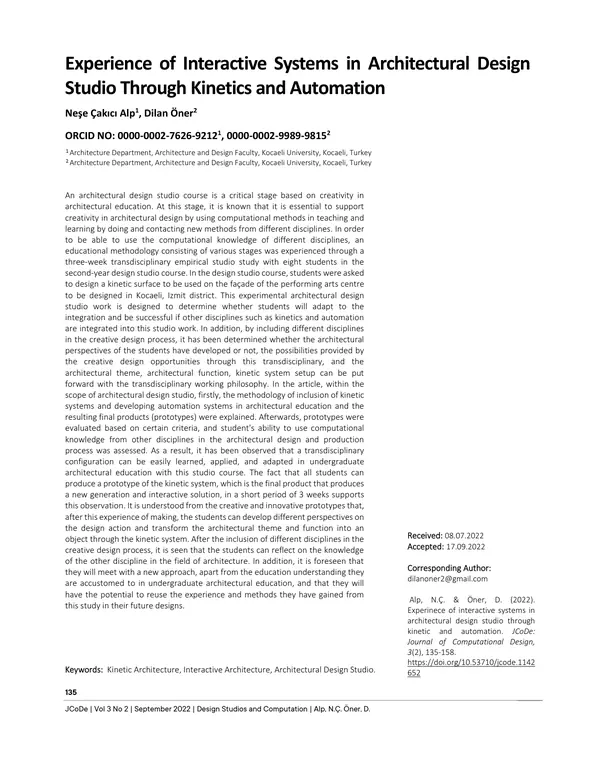 Experience of Interactive Systems in Architectural Design
Studio Through Kinetics and Automation
Neşe Çakıcı Alp¹, Dilan Öner²
ORCID NO: 0000-0002-7626-9212¹, 0000-0002-9989-9815²
¹ Architecture Department, Architecture and Design Faculty, Kocaeli University, Kocaeli, Turkey
² Architecture Department, Architecture and Design Faculty, Kocaeli University, Kocaeli, Turkey
An architectural design studio course is a critical stage based on creativity in
architectural education. At this stage, it is known that it is essential to support
creativity in architectural design by using computational methods in teaching and
learning by doing and contacting new methods from different disciplines. In order
to be able to use the computational knowledge of different disciplines, an
educational methodology consisting of various stages was experienced through a
three-week transdisciplinary empirical studio study with eight students in the
second-year design studio course. In the design studio course, students were asked
to design a kinetic surface to be used on the façade of the performing arts centre
to be designed in Kocaeli, Izmit district. This experimental architectural design
studio work is designed to determine whether students will adapt to the
integration and be successful if other disciplines such as kinetics and automation
are integrated into this studio work. In addition, by including different disciplines
in the creative design process, it has been determined whether the architectural
perspectives of the students have developed or not, the possibilities provided by
the creative design opportunities through this transdisciplinary, and the
architectural theme, architectural function, kinetic system setup can be put
forward with the transdisciplinary working philosophy. In the article, within the
scope of architectural design studio, firstly, the methodology of inclusion of kinetic
systems and developing automation systems in architectural education and the
resulting final products (prototypes) were explained. Afterwards, prototypes were
evaluated based on certain criteria, and student's ability to use computational
knowledge from other disciplines in the architectural design and production
process was assessed. As a result, it has been observed that a transdisciplinary
configuration can be easily learned, applied, and adapted in undergraduate
architectural education with this studio course. The fact that all students can
produce a prototype of the kinetic system, which is the final product that produces
a new generation and interactive solution, in a short period of 3 weeks supports
this observation. It is understood from the creative and innovative prototypes that,
after this experience of making, the students can develop different perspectives on
the design action and transform the architectural theme and function into an
object through the kinetic system. After the inclusion of different disciplines in the
creative design process, it is seen that the students can reflect on the knowledge
of the other discipline in the field of architecture. In addition, it is foreseen that
they will meet with a new approach, apart from the education understanding they
are accustomed to in undergraduate architectural education, and that they will
have the potential to reuse the experience and methods they have gained from
this study in their future designs.
Keywords: Kinetic Architecture, Interactive Architecture, Architectural Design Studio.
Received: 08.07.2022
Accepted: 17.09.2022
Corresponding Author:
dilanoner2@gmail.com
Alp, N.Ç. & Öner, D. (2022).
Experinece of interactive systems in
architectural design studio through
kinetic and automation. JCoDe:
Journal of Computational Design,
3(2), 135-158.
https://doi.org/10.53710/jcode.1142
652
135
JCoDe | Vol 3 No 2 | September 2022 | Design Studios and Computation | Alp, N.Ç. Öner, D.